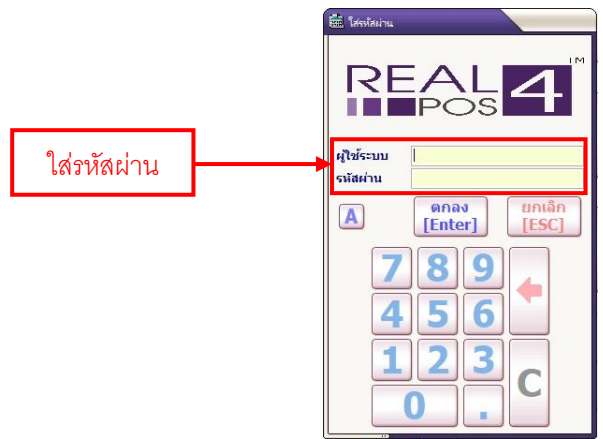 ใส่รหัสผ่าน
REAL POS 4 TM
ใส่รหัสผ่าน
ผู้ใช้ระบบ
รหัสผ่าน
A
ตกลง [Enter]
ยกเลิก [ESC]
7 8 9
4 5 6
1 2 3 C
0 .